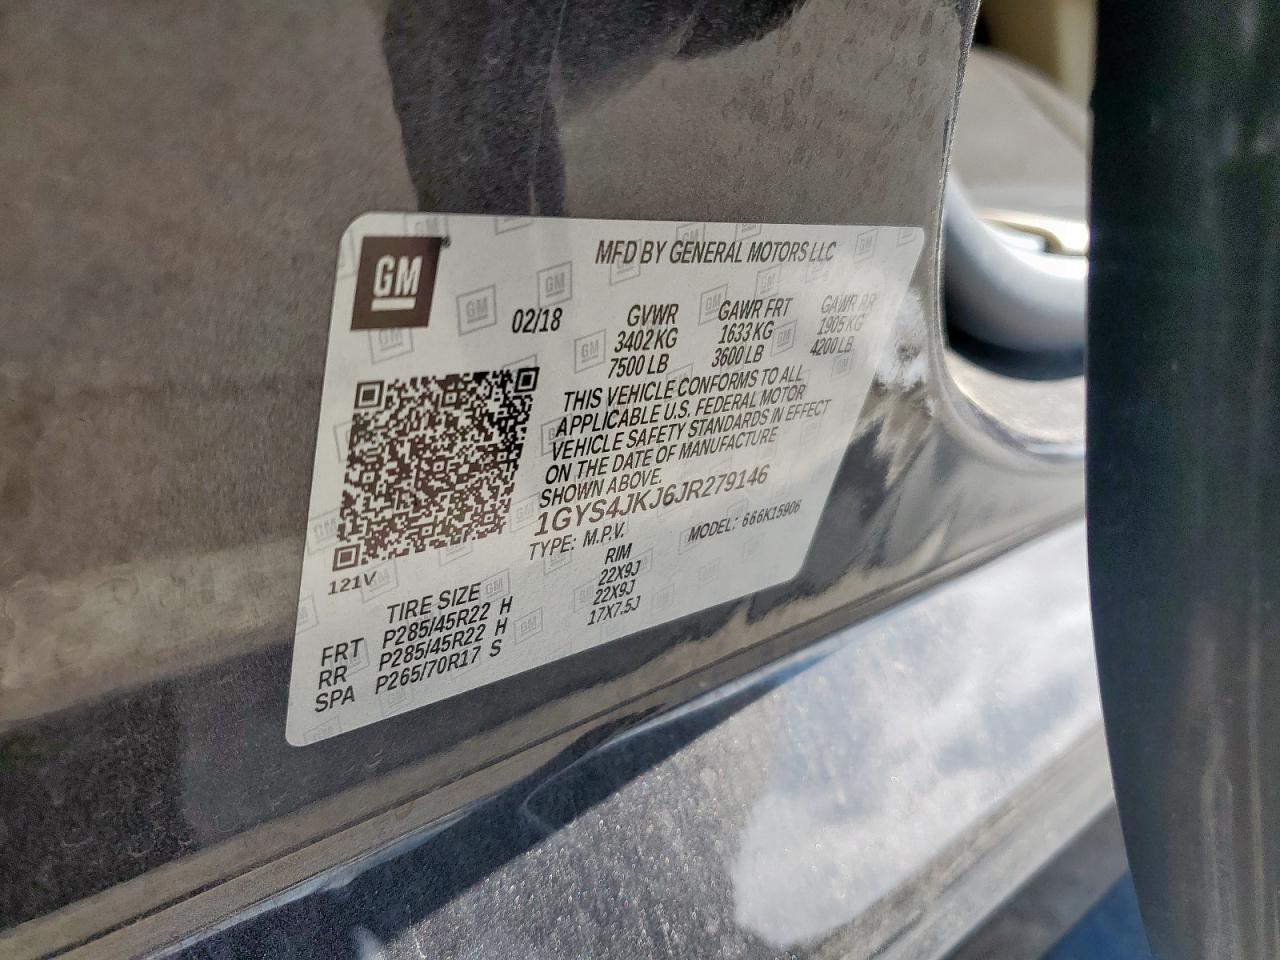 GM
MFD BY GENERAL MOTORS LLC
02/18
GVWR GAWR FRT GAWR RR
3402 KG 1633 KG 1905 KG
7500 LB 3600 LB 4200 LB
THIS VEHICLE CONFORMS TO ALL
APPLICABLE U.S. FEDERAL MOTOR
VEHICLE SAFETY STANDARDS IN EFFECT
ON THE DATE OF MANUFACTURE
SHOWN ABOVE.
1GYS4JKJ6JR279146
TYPE: M.P.V. MODEL: 666K15906
121V
TIRE SIZE RIM
FRT P285/45R22 H 22X9J
RR P285/45R22 H 22X9J
SPA P265/70R17 S 17X7.5J